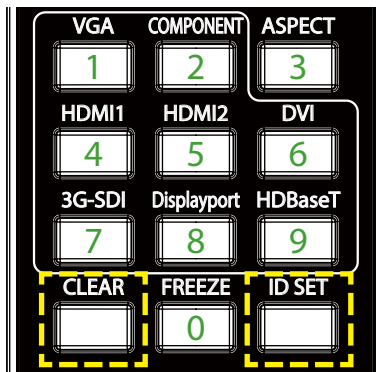 VGA COMPONENT ASPECT
1 2 3
HDMI1 HDMI2 DVI
4 5 6
3G-SDI Displayport HDBaseT
7 8 9
CLEAR FREEZE ID SET
0